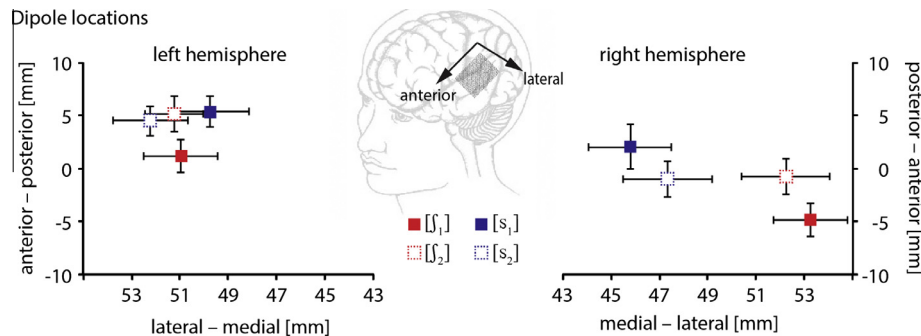 Dipole locations
left hemisphere
right hemisphere
anterior – posterior [mm]
10
5
0
-5
-10
53 51 49 47 45 43
lateral – medial [mm]
anterior
lateral
[ʃ₁] [s₁]
[ʃ₂] [s₂]
10
5
0
-5
-10
posterior – anterior [mm]
43 45 47 49 51 53
medial – lateral [mm]